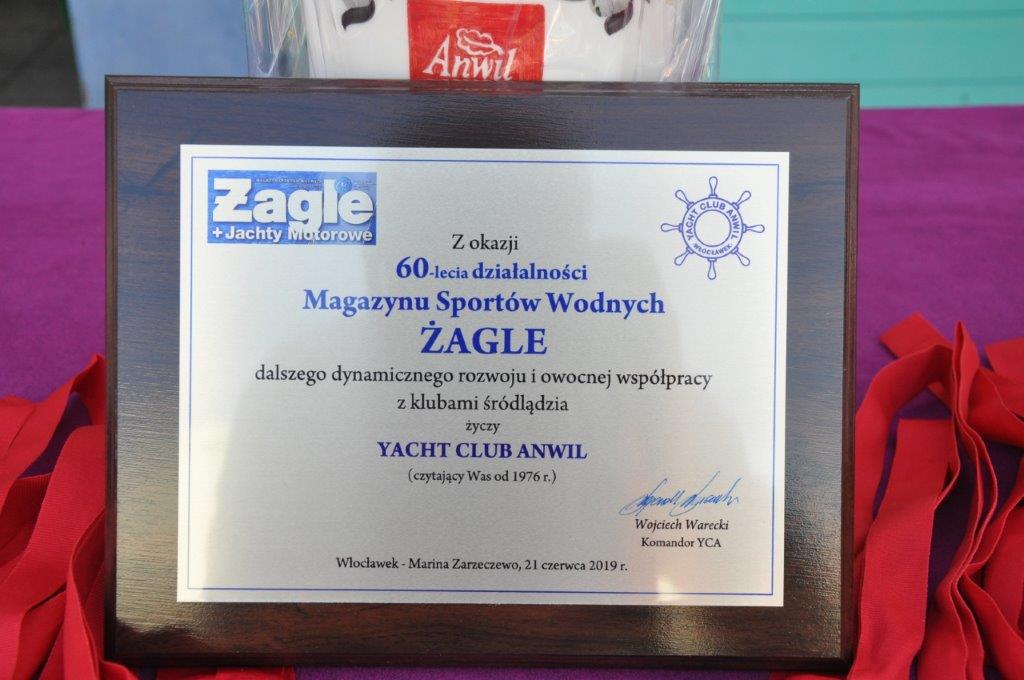 Anwil
Żagle
+ Jachty Motorowe
YACHT CLUB ANWIL
WŁOCŁAWEK
Z okazji
60-lecia działalności
Magazynu Sportów Wodnych
ŻAGLE
dalszego dynamicznego rozwoju i owocnej współpracy
z klubami śródlądzia
życzy
YACHT CLUB ANWIL
(czytający Was od 1976 r.)
Wojciech Warecki
Komandor YCA
Włocławek - Marina Zarzeczewo, 21 czerwca 2019 r.